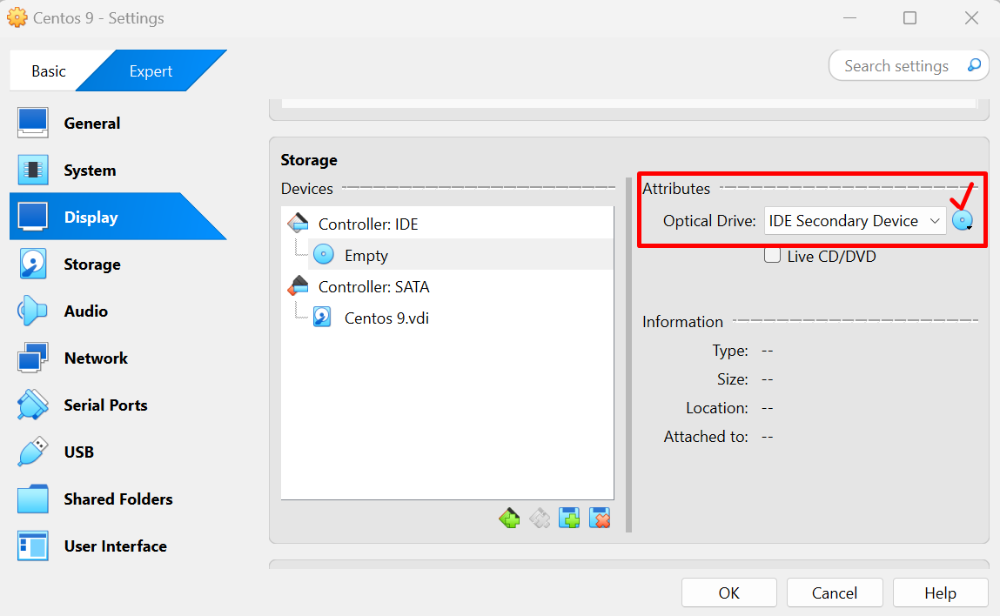 Centos 9 - Settings
Basic
Expert
Search settings
General
System
Display
Storage
Audio
Network
Serial Ports
USB
Shared Folders
User Interface
Storage
Devices
Controller: IDE
Empty
Controller: SATA
Centos 9.vdi
Attributes
Optical Drive: IDE Secondary Device
Live CD/DVD
Information
Type: --
Size: --
Location: --
Attached to: --
OK
Cancel
Help